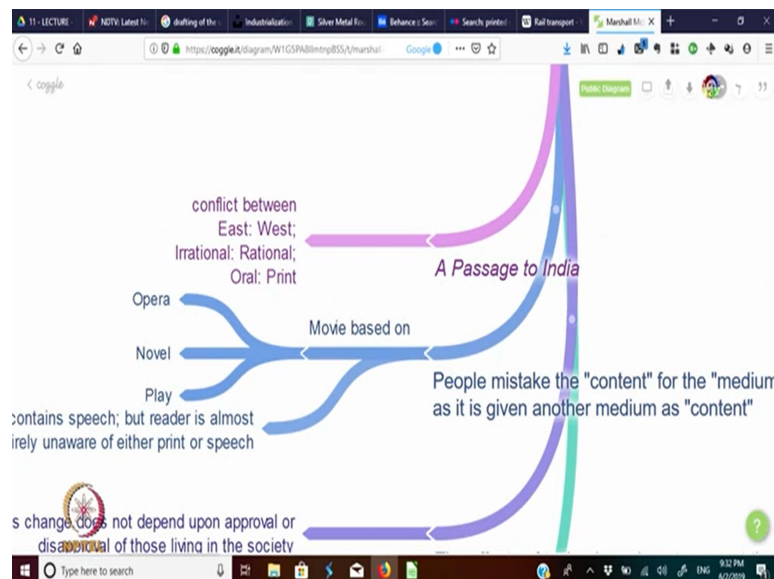 11 - LECTURE -
NDTV: Latest Ne
drafting of the
Industrialization
Silver Metal Ro
Behance :: Sear
Search: printed
Rail transport -
Marshall Mc
https://coggle.it/diagram/
Google
coggle
Public Diagram
conflict between
East: West;
Irrational: Rational;
Oral: Print
A Passage to India
Opera
Movie based on
Novel
Play
People mistake the "content" for the "medium
as it is given another medium as "content"
contains speech; but reader is almost
irely unaware of either print or speech
s change does not depend upon approval or
disapproval of those living in the society
NPTEL
?
Type here to search
ENG
9:32 PM
6/2/2019